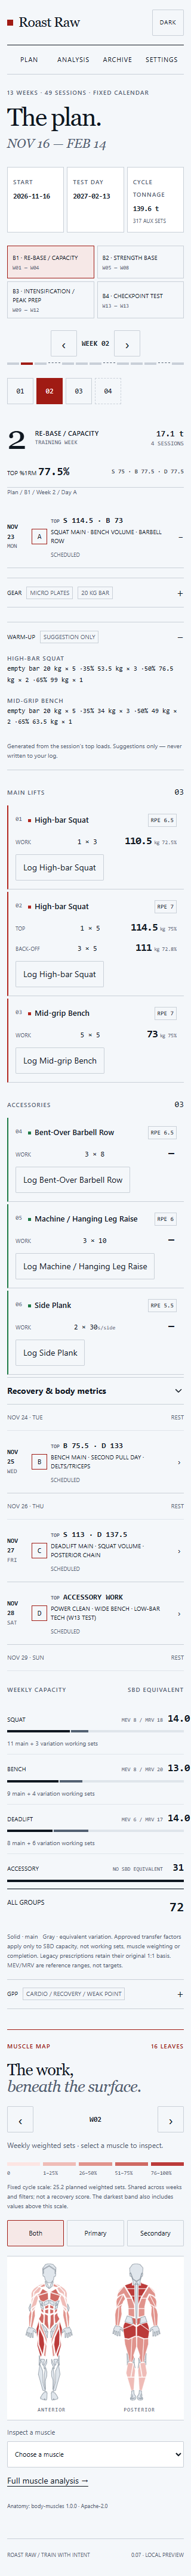 Roast Raw
DARK
PLAN ANALYSIS ARCHIVE SETTINGS
13 WEEKS · 49 SESSIONS · FIXED CALENDAR
The plan.
NOV 16 — FEB 14
START
2026-11-16
TEST DAY
2027-02-13
CYCLE
TONNAGE
139.6 t
317 AUX SETS
B1 · RE-BASE / CAPACITY
W01 — W04
B2 · STRENGTH BASE
W05 — W08
B3 · INTENSIFICATION /
PEAK PREP
W09 — W12
B4 · CHECKPOINT TEST
W13 — W13
‹ WEEK 02 ›
01 02 03 04
2
RE-BASE / CAPACITY
TRAINING WEEK
17.1 t
4 SESSIONS
TOP %1RM 77.5%
S 75 · B 77.5 · D 77.5
Plan / B1 / Week 2 / Day A
NOV
23
MON
A
TOP S 114.5 · B 73
SQUAT MAIN · BENCH VOLUME · BARBELL
ROW
SCHEDULED
−
GEAR MICRO PLATES 20 KG BAR +
WARM-UP SUGGESTION ONLY −
HIGH-BAR SQUAT
empty bar 20 kg × 5 ·35% 53.5 kg × 3 ·50% 76.5
kg × 2 ·65% 99 kg × 1
MID-GRIP BENCH
empty bar 20 kg × 5 ·35% 34 kg × 3 ·50% 49 kg ×
2 ·65% 63.5 kg × 1
Generated from the session's top loads. Suggestions only — never
written to your log.
MAIN LIFTS 03
01 High-bar Squat RPE 6.5
WORK 1 × 3 110.5 kg 72.5%
Log High-bar Squat
02 High-bar Squat RPE 7
TOP 1 × 5 114.5 kg 75%
BACK-OFF 3 × 5 111 kg 72.8%
Log High-bar Squat
03 Mid-grip Bench RPE 7
WORK 5 × 5 73 kg 75%
Log Mid-grip Bench
ACCESSORIES 03
04 Bent-Over Barbell Row RPE 6.5
WORK 3 × 8 —
Log Bent-Over Barbell Row
05 Machine / Hanging Leg Raise RPE 6
WORK 3 × 10 —
Log Machine / Hanging Leg Raise
06 Side Plank RPE 5.5
WORK 2 × 30s/side —
Log Side Plank
Recovery & body metrics
NOV 24 · TUE REST
NOV
25
WED
B
TOP B 75.5 · D 133
BENCH MAIN · SECOND PULL DAY ·
DELTS/TRICEPS
SCHEDULED
›
NOV 26 · THU REST
NOV
27
FRI
C
TOP S 113 · D 137.5
DEADLIFT MAIN · SQUAT VOLUME ·
POSTERIOR CHAIN
SCHEDULED
›
NOV
28
SAT
D
TOP ACCESSORY WORK
POWER CLEAN · WIDE BENCH · LOW-BAR
TECH (W13 TEST)
SCHEDULED
›
NOV 29 · SUN REST
WEEKLY CAPACITY SBD EQUIVALENT
SQUAT MEV 8 / MRV 18 14.0
11 main + 3 variation working sets
BENCH MEV 8 / MRV 20 13.0
9 main + 4 variation working sets
DEADLIFT MEV 6 / MRV 17 14.0
8 main + 6 variation working sets
ACCESSORY NO SBD EQUIVALENT 31
ALL GROUPS 72
Solid · main · Gray · equivalent variation. Approved transfer factors
apply only to SBD capacity, not working sets, muscle weighting or
completion. Legacy prescriptions retain their original 1:1 basis.
MEV/MRV are reference ranges, not targets.
GPP CARDIO / RECOVERY / WEAK POINT +
MUSCLE MAP 16 LEAVES
The work,
beneath the surface.
‹ W02 ›
Weekly weighted sets · select a muscle to inspect.
0 1–25% 26–50% 51–75% 76–100%
Fixed cycle scale: 25.2 planned weighted sets. Shared across weeks
and filters; not a recovery score. The darkest band also includes
values above this scale.
Both Primary Secondary
ANTERIOR POSTERIOR
Inspect a muscle
Choose a muscle
Full muscle analysis →
Anatomy: body-muscles 1.0.0 · Apache-2.0
ROAST RAW / TRAIN WITH INTENT 0.07 · LOCAL PREVIEW